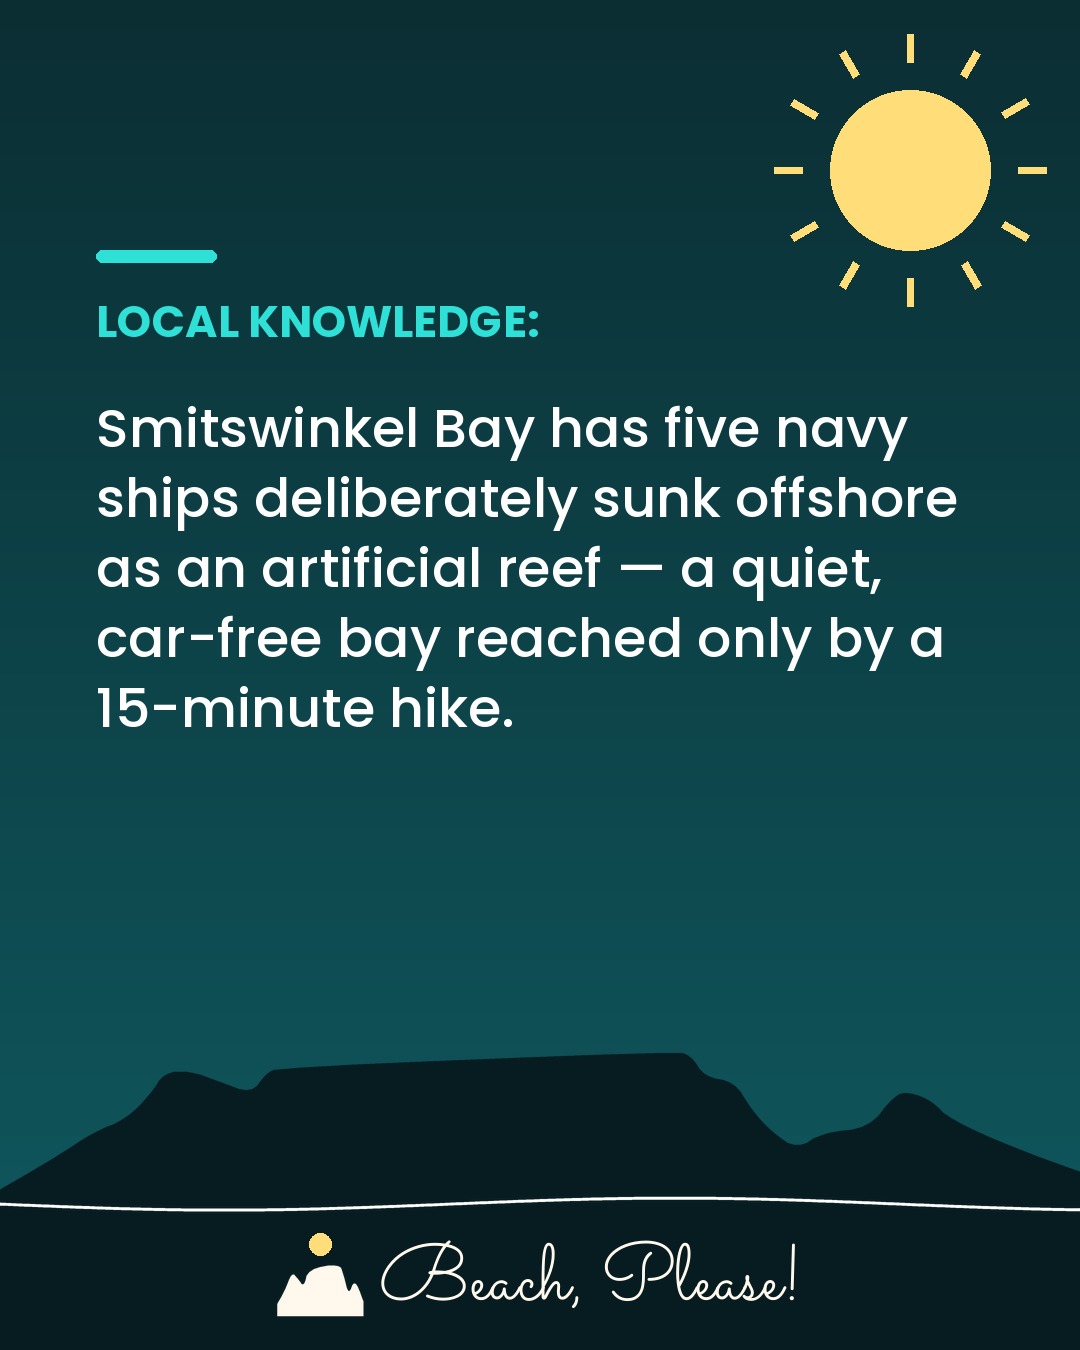 LOCAL KNOWLEDGE:
Smitswinkel Bay has five navy
ships deliberately sunk offshore
as an artificial reef — a quiet,
car-free bay reached only by a
15-minute hike.
Beach, Please!